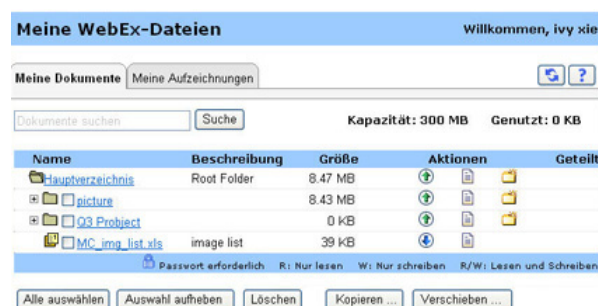 Meine WebEx-Dateien Willkommen, ivy xie
Meine Dokumente Meine Aufzeichnungen ?
Dokumente suchen Suche Kapazität: 300 MB Genutzt: 0 KB
Name Beschreibung Größe Aktionen Geteilt
Hauptverzeichnis Root Folder 8.47 MB
picture 8.43 MB
Q3 Probject 0 KB
MC_img_list.xls image list 39 KB
Passwort erforderlich R: Nur lesen W: Nur schreiben R/W: Lesen und Schreiben
Alle auswählen Auswahl aufheben Löschen Kopieren ... Verschieben ...